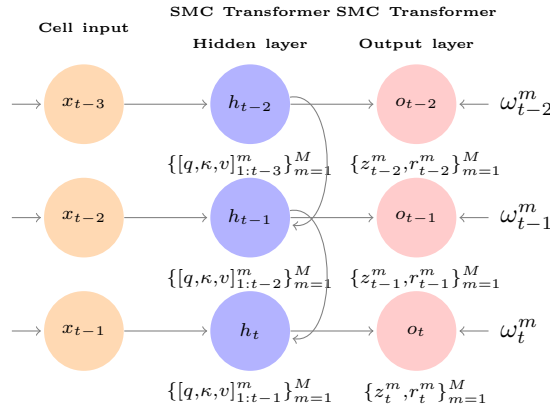 SMC Transformer SMC Transformer
Cell input Hidden layer Output layer
x_{t−3} h_{t−2} o_{t−2} ω^m_{t−2}
{[q,κ,v]^m_{1:t−3}}^M_{m=1} {z^m_{t−2},r^m_{t−2}}^M_{m=1}
x_{t−2} h_{t−1} o_{t−1} ω^m_{t−1}
{[q,κ,v]^m_{1:t−2}}^M_{m=1} {z^m_{t−1},r^m_{t−1}}^M_{m=1}
x_{t−1} h_t o_t ω^m_t
{[q,κ,v]^m_{1:t−1}}^M_{m=1} {z^m_t,r^m_t}^M_{m=1}